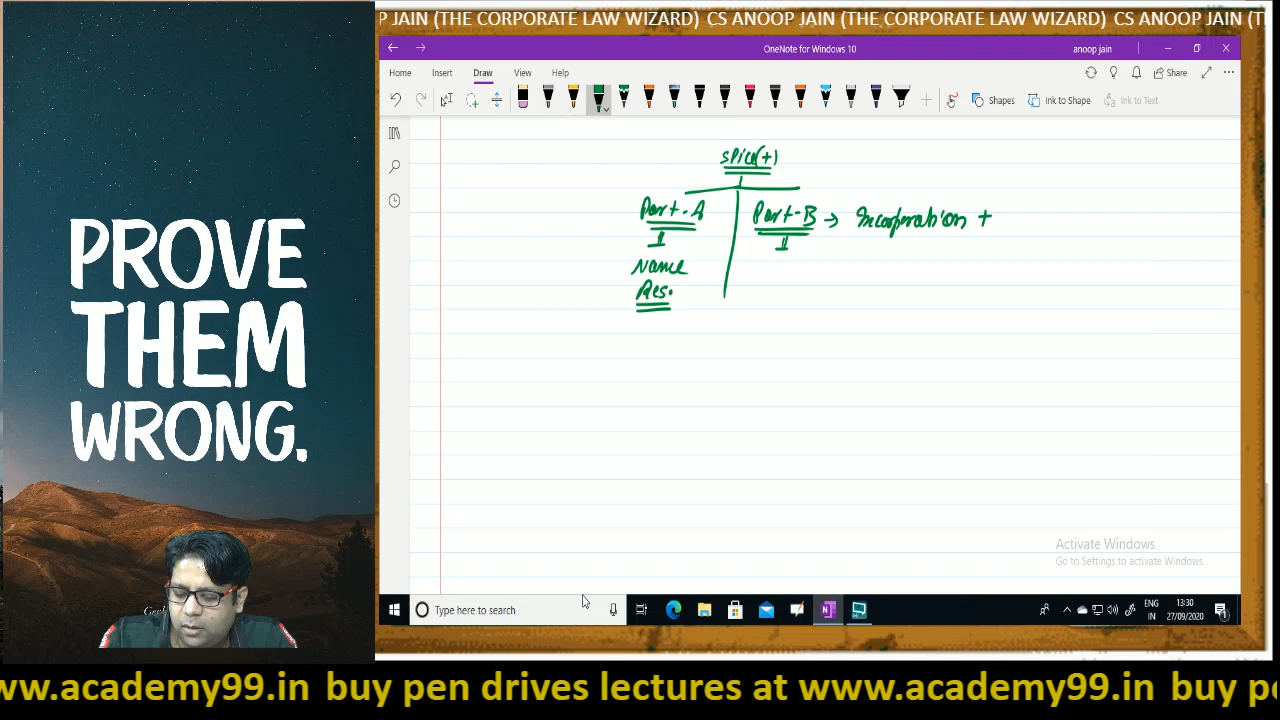 P JAIN (THE CORPORATE LAW WIZARD) CS ANOOP JAIN (THE CORPORATE LAW WIZARD) CS ANOOP JAIN (T
OneNote for Windows 10
anoop jain
Home Insert Draw View Help
Share
Shapes
Ink to Shape
Ink to Text
PROVE
THEM
WRONG.
SPice(+)
Part-A
Part-B → Incorporation +
Name
Res.
Activate Windows
Go to Settings to activate Windows.
Type here to search
ENG
IN
13:30
27/09/2020
ww.academy99.in buy pen drives lectures at www.academy99.in buy pe